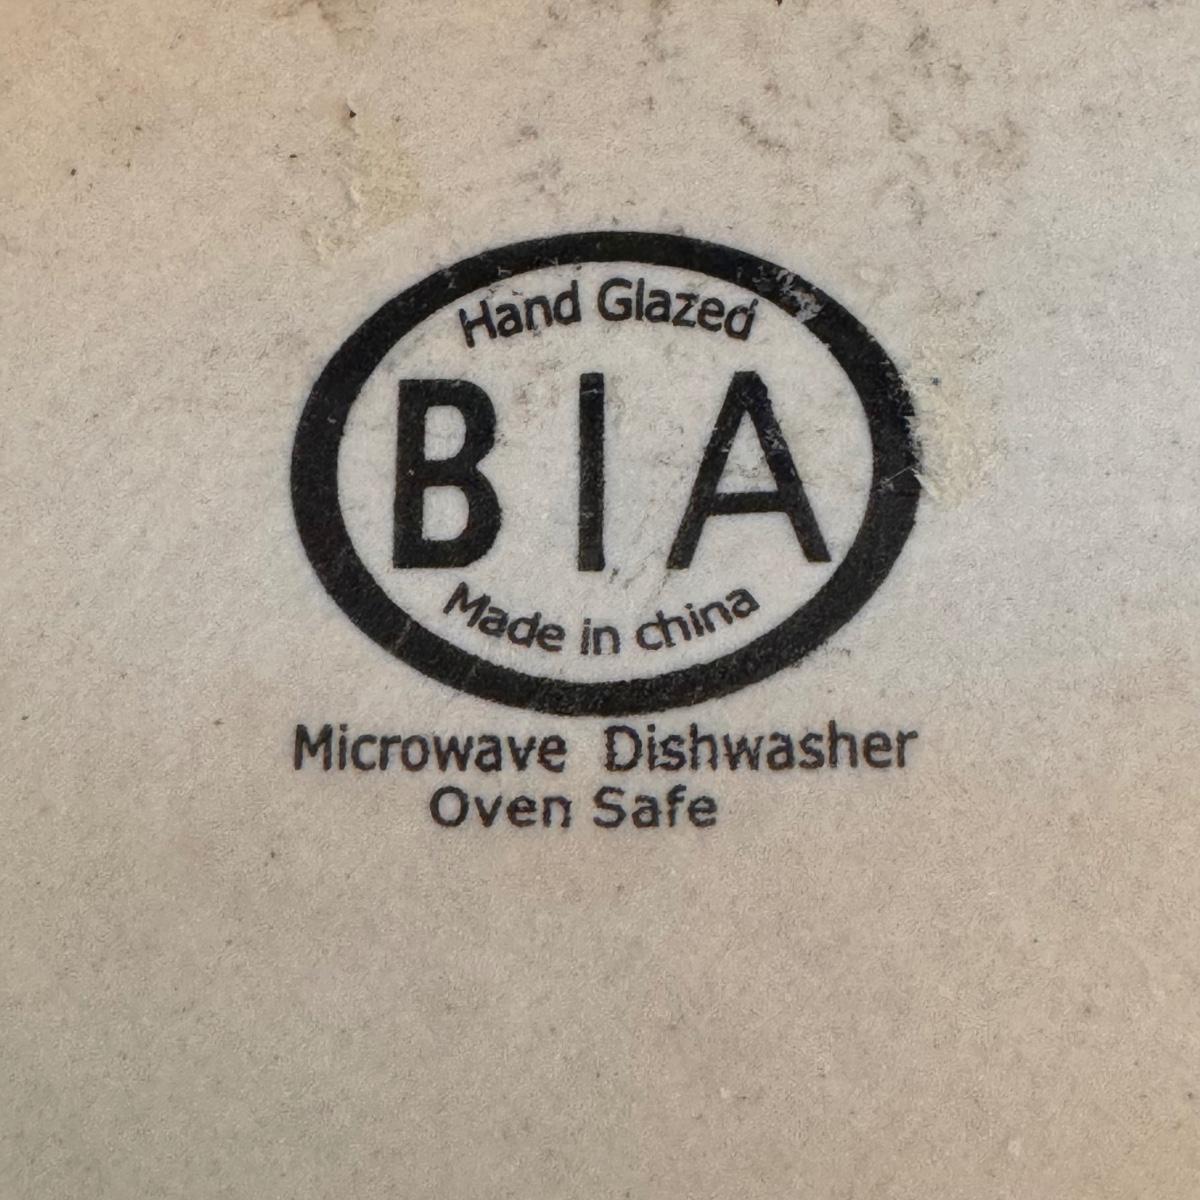 Hand Glazed
BIA
Made in china
Microwave Dishwasher
Oven Safe